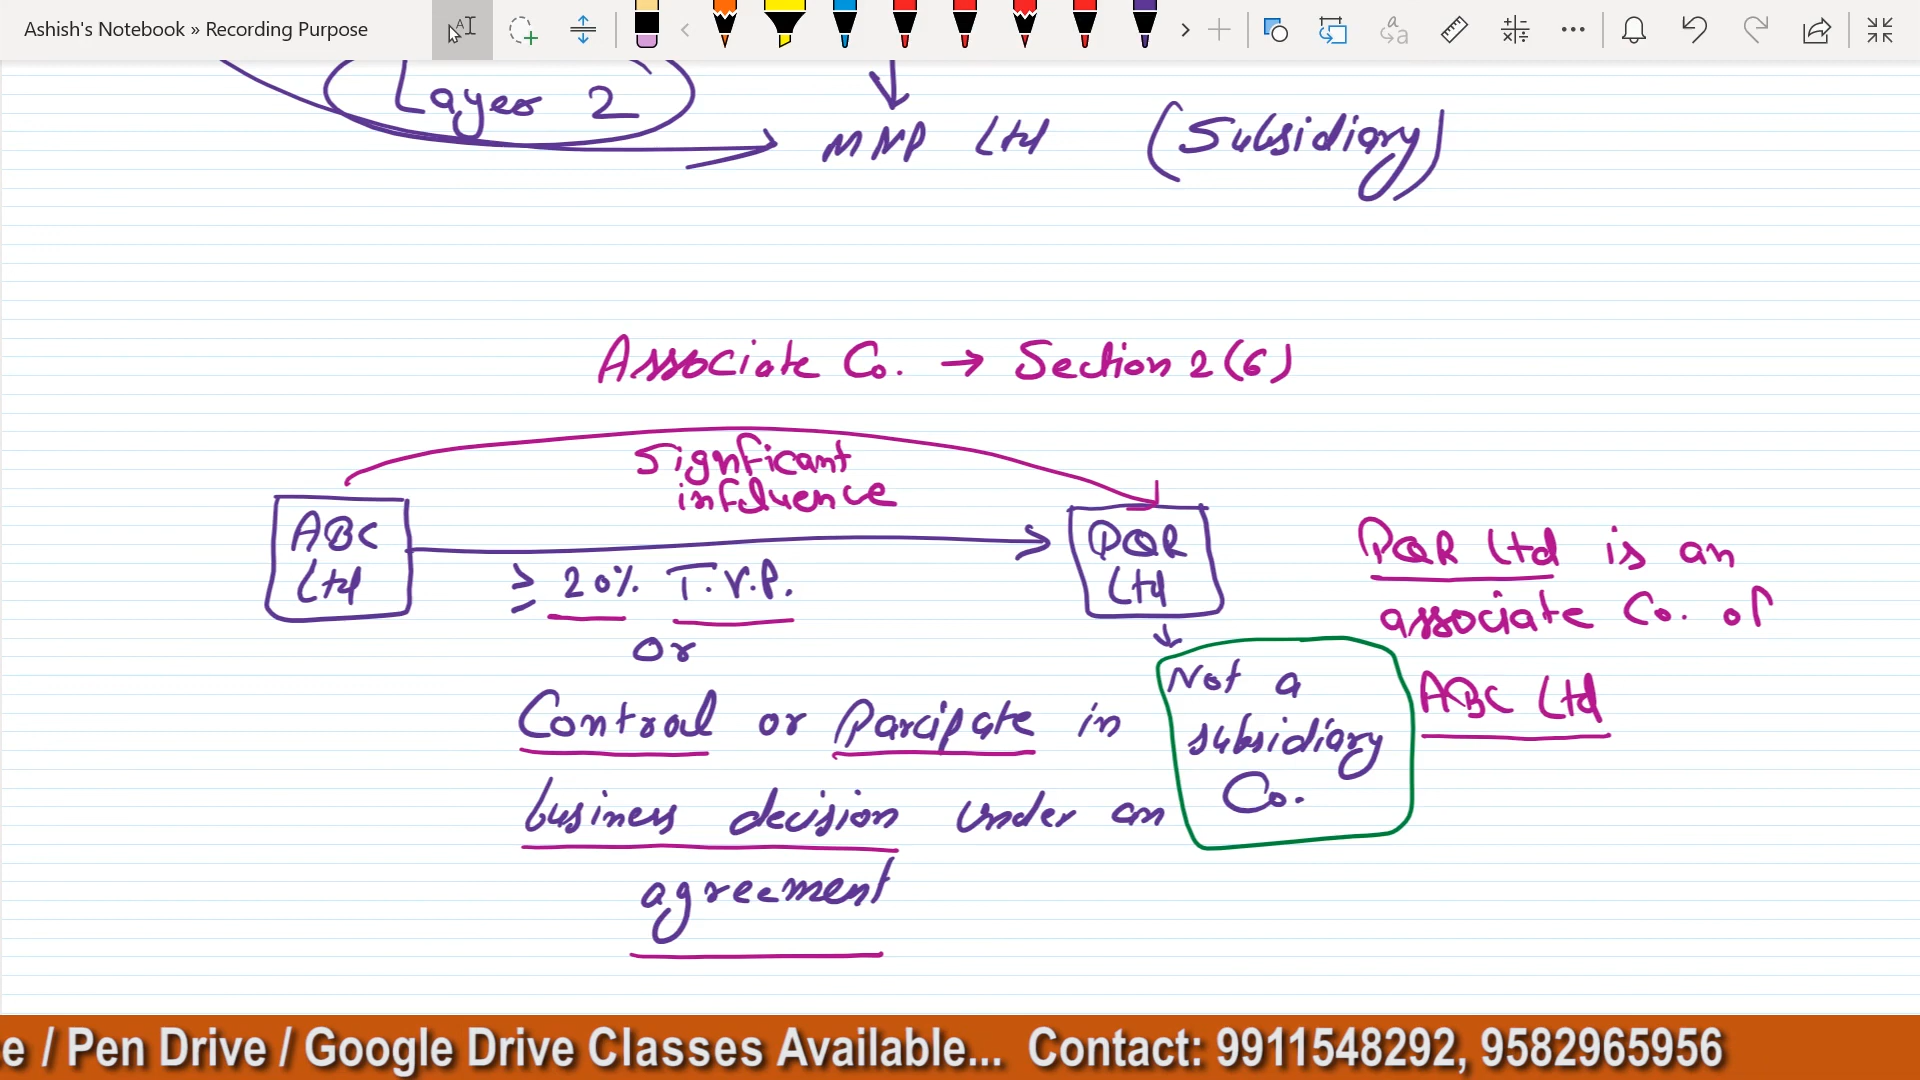 Ashish's Notebook » Recording Purpose
Layer 2
MNP Ltd (Subsidiary)
Associate Co. → Section 2(6)
Signficant
influence
ABC
Ltd
≥ 20% T.V.P.
PQR
Ltd
PQR Ltd is an
associate Co. of
ABC Ltd
Or
Not a
subsidiary
Co.
Control or Parcipate in
business decision under an
agreement
e / Pen Drive / Google Drive Classes Available... Contact: 9911548292, 9582965956